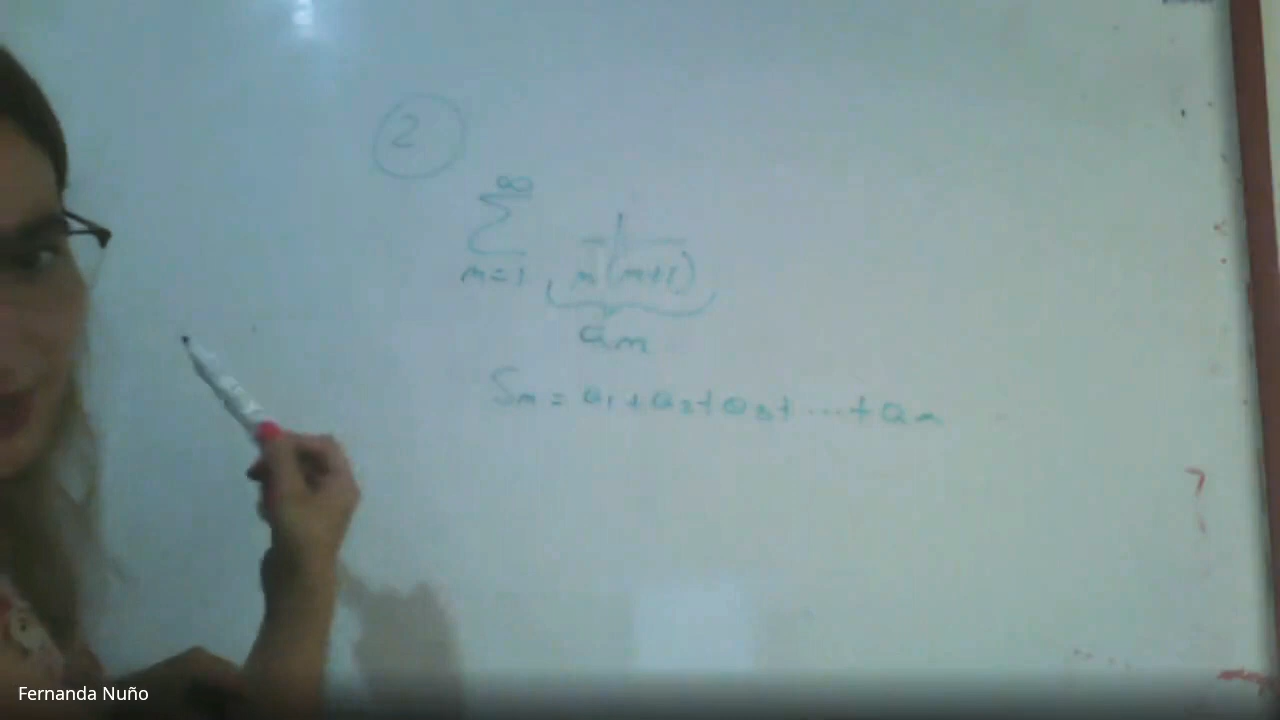 2
∞
Σ 1
n=1 n(n+1)
an
Sn = a1 + a2 + a3 + ... + an
Fernanda Nuño